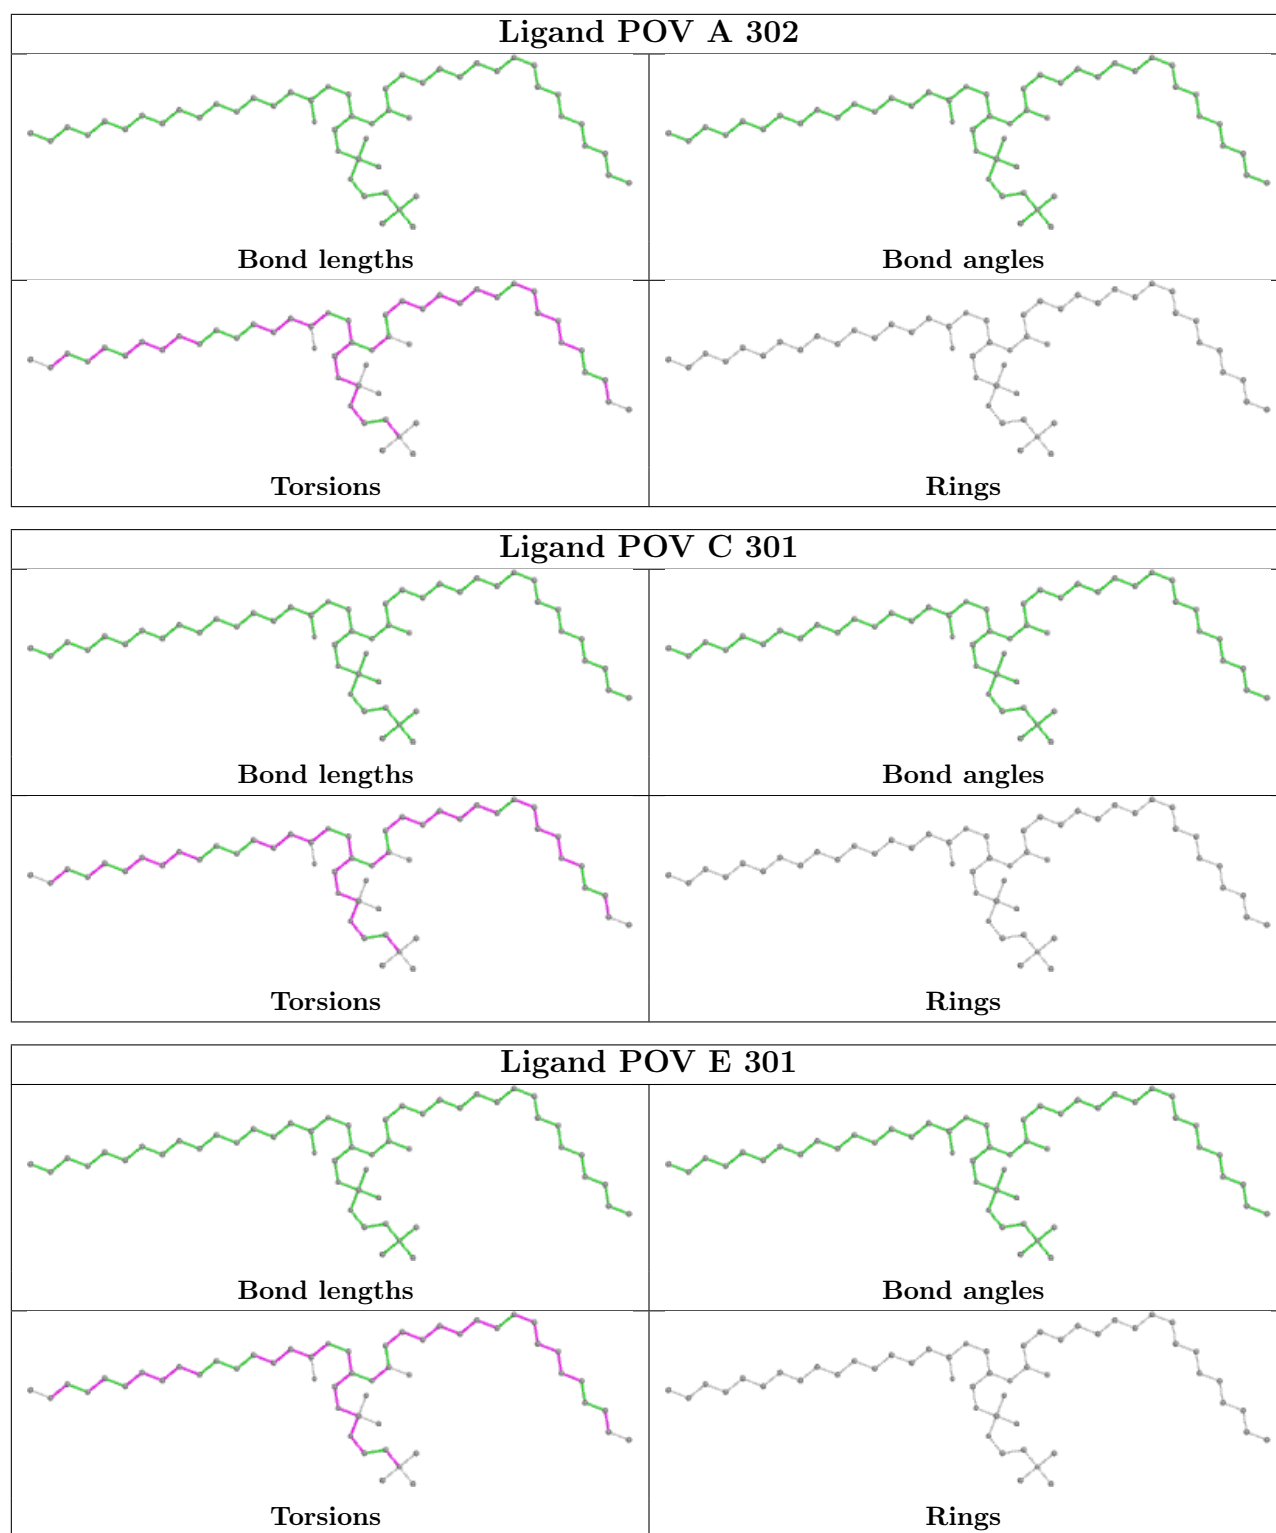 Ligand POV A 302
Bond lengths
Bond angles
Torsions
Rings
Ligand POV C 301
Bond lengths
Bond angles
Torsions
Rings
Ligand POV E 301
Bond lengths
Bond angles
Torsions
Rings